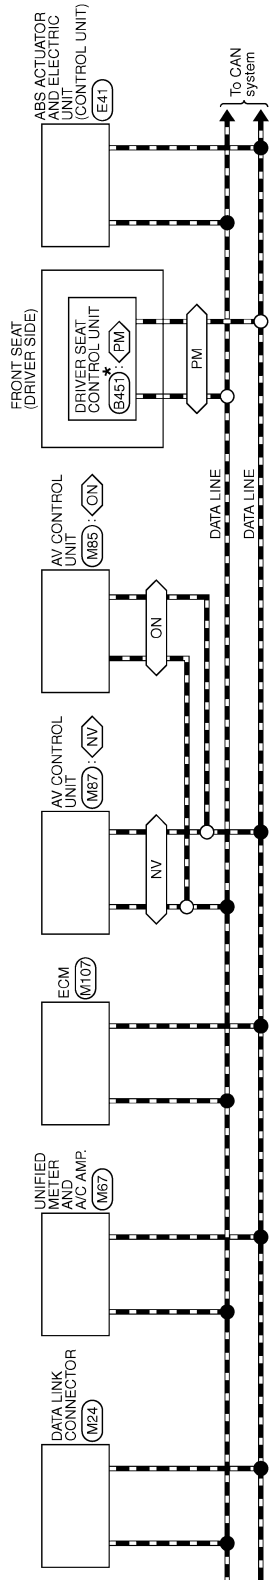 DATA LINK
CONNECTOR
M24
UNIFIED
METER
AND
A/C AMP.
M67
ECM
M107
AV CONTROL
UNIT
M87 : NV
NV
AV CONTROL
UNIT
M85 : ON
ON
DATA LINE
DATA LINE
FRONT SEAT
(DRIVER SIDE)
DRIVER SEAT
CONTROL UNIT
*
B451 : PM
PM
ABS ACTUATOR
AND ELECTRIC
UNIT
(CONTROL UNIT)
E41
To CAN
system